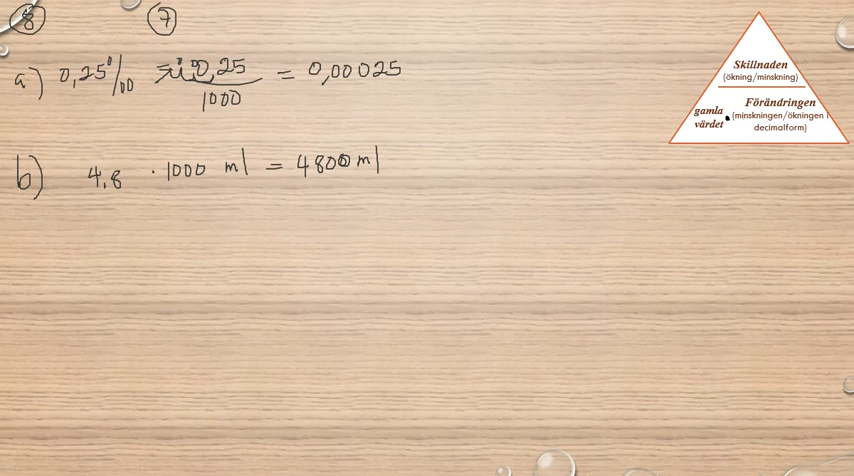 8 7
a) 0,25‰ = 0,25 / 1000 = 0,00025
b) 4,8 · 1000 ml = 4800 ml
Skillnaden
(ökning/minskning)
gamla värdet · Förändringen
(minskningen/ökningen i
decimalform)